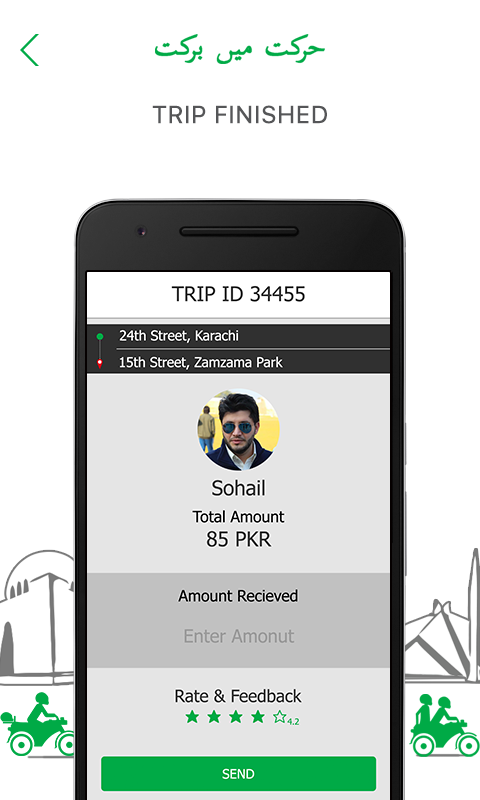 حرکت میں برکت
TRIP FINISHED
TRIP ID 34455
24th Street, Karachi
15th Street, Zamzama Park
Sohail
Total Amount
85 PKR
Amount Recieved
Enter Amonut
Rate & Feedback
4.2
SEND